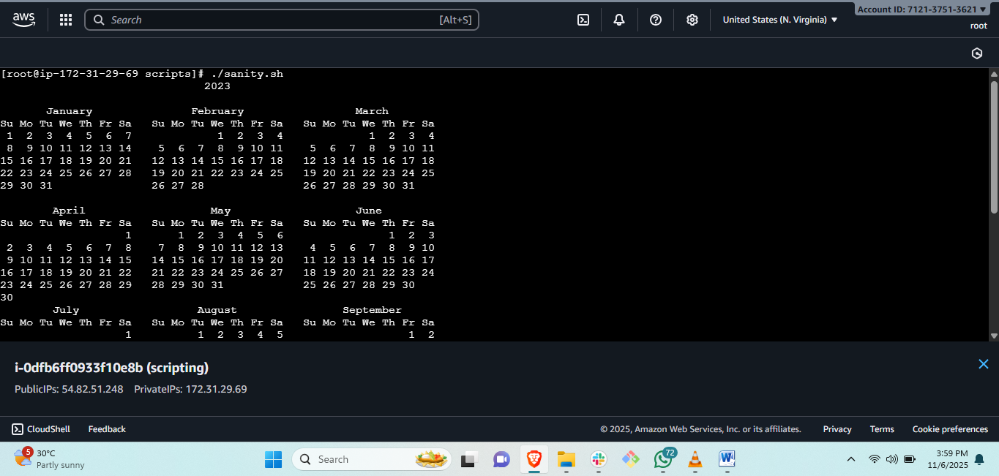 aws
Search [Alt+S]
United States (N. Virginia) ▼
Account ID: 7121-3751-3621 ▼
root
[root@ip-172-31-29-69 scripts]# ./sanity.sh
                               2023

       January               February                 March
Su Mo Tu We Th Fr Sa   Su Mo Tu We Th Fr Sa   Su Mo Tu We Th Fr Sa
 1  2  3  4  5  6  7             1  2  3  4             1  2  3  4
 8  9 10 11 12 13 14    5  6  7  8  9 10 11    5  6  7  8  9 10 11
15 16 17 18 19 20 21   12 13 14 15 16 17 18   12 13 14 15 16 17 18
22 23 24 25 26 27 28   19 20 21 22 23 24 25   19 20 21 22 23 24 25
29 30 31               26 27 28               26 27 28 29 30 31

        April                   May                   June
Su Mo Tu We Th Fr Sa   Su Mo Tu We Th Fr Sa   Su Mo Tu We Th Fr Sa
                   1       1  2  3  4  5  6                1  2  3
 2  3  4  5  6  7  8    7  8  9 10 11 12 13    4  5  6  7  8  9 10
 9 10 11 12 13 14 15   14 15 16 17 18 19 20   11 12 13 14 15 16 17
16 17 18 19 20 21 22   21 22 23 24 25 26 27   18 19 20 21 22 23 24
23 24 25 26 27 28 29   28 29 30 31            25 26 27 28 29 30
30
        July                  August                September
Su Mo Tu We Th Fr Sa   Su Mo Tu We Th Fr Sa   Su Mo Tu We Th Fr Sa
                   1          1  2  3  4  5                   1  2
i-0dfb6ff0933f10e8b (scripting)
PublicIPs: 54.82.51.248 PrivateIPs: 172.31.29.69
CloudShell Feedback © 2025, Amazon Web Services, Inc. or its affiliates. Privacy Terms Cookie preferences
5
30°C
Partly sunny
Search
72
W
3:59 PM
11/6/2025